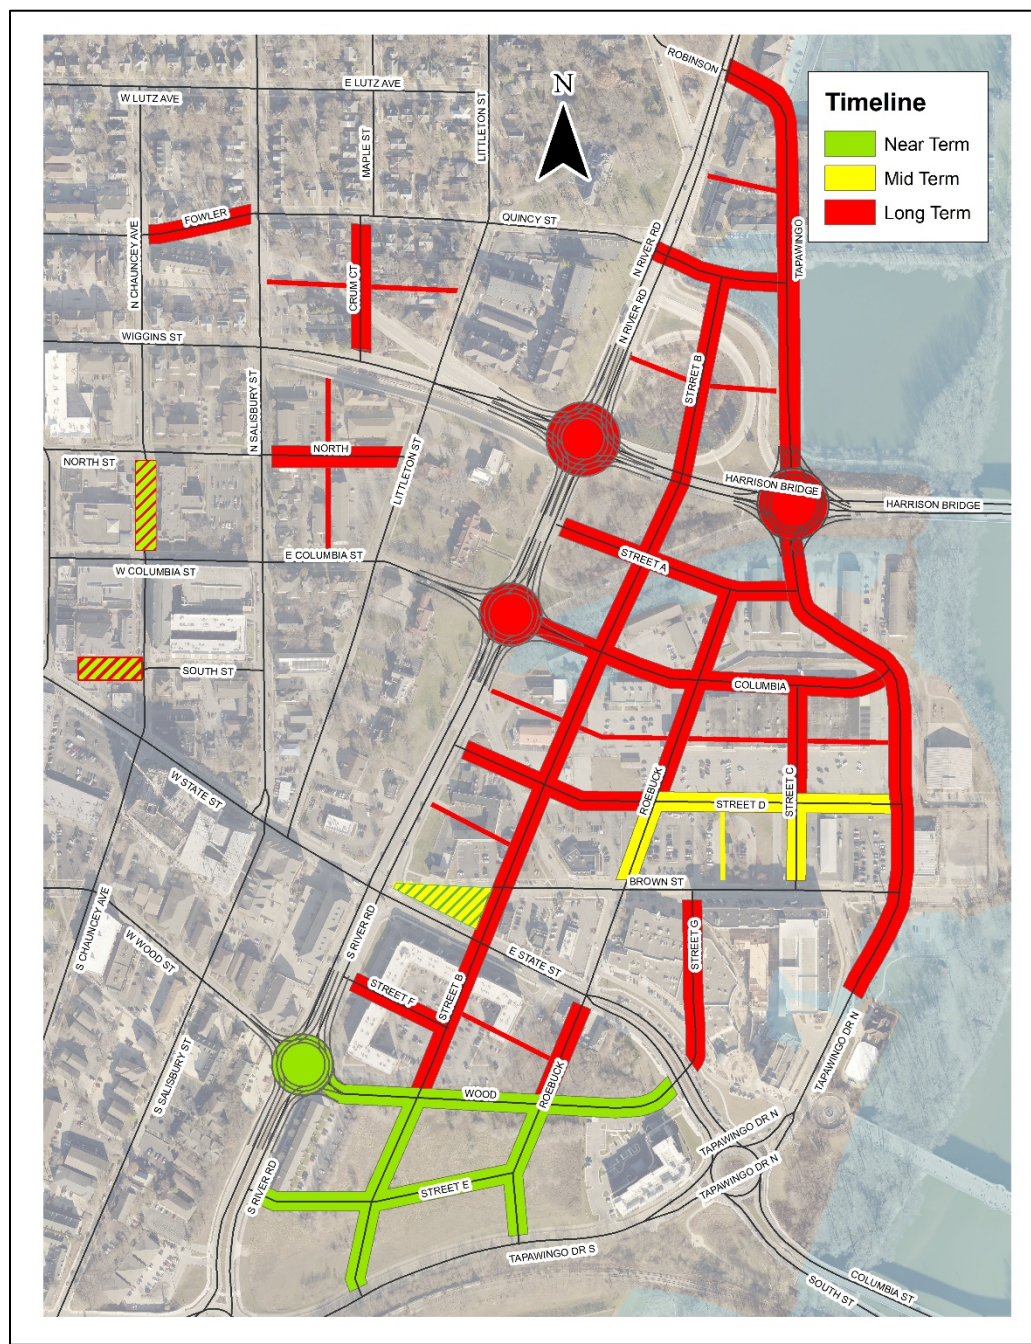 ROBINSON
E LUTZ AVE
W LUTZ AVE
N
Timeline
Near Term
Mid Term
Long Term
LITTLETON ST
MAPLE ST
FOWLER
QUINCY ST
N CHAUNCEY AVE
N RIVER RD
TAPAWINGO
CRUM CT
N RIVER RD
WIGGINS ST
STRRET B
N SALISBURY ST
NORTH
LITTLETON ST
NORTH ST
HARRISON BRIDGE
HARRISON BRIDGE
E COLUMBIA ST
STREET A
W COLUMBIA ST
SOUTH ST
COLUMBIA
W STATE ST
ROEBUCK
STREET C
STREET D
BROWN ST
S CHAUNCEY AVE
W WOOD ST
S RIVER RD
STREET G
E STATE ST
STREET F
STREET B
TAPAWINGO DR N
S SALISBURY ST
WOOD
ROEBUCK
TAPAWINGO DR N
TAPAWINGO DR N
S RIVER RD
STREET E
TAPAWINGO DR S
SOUTH ST
COLUMBIA ST